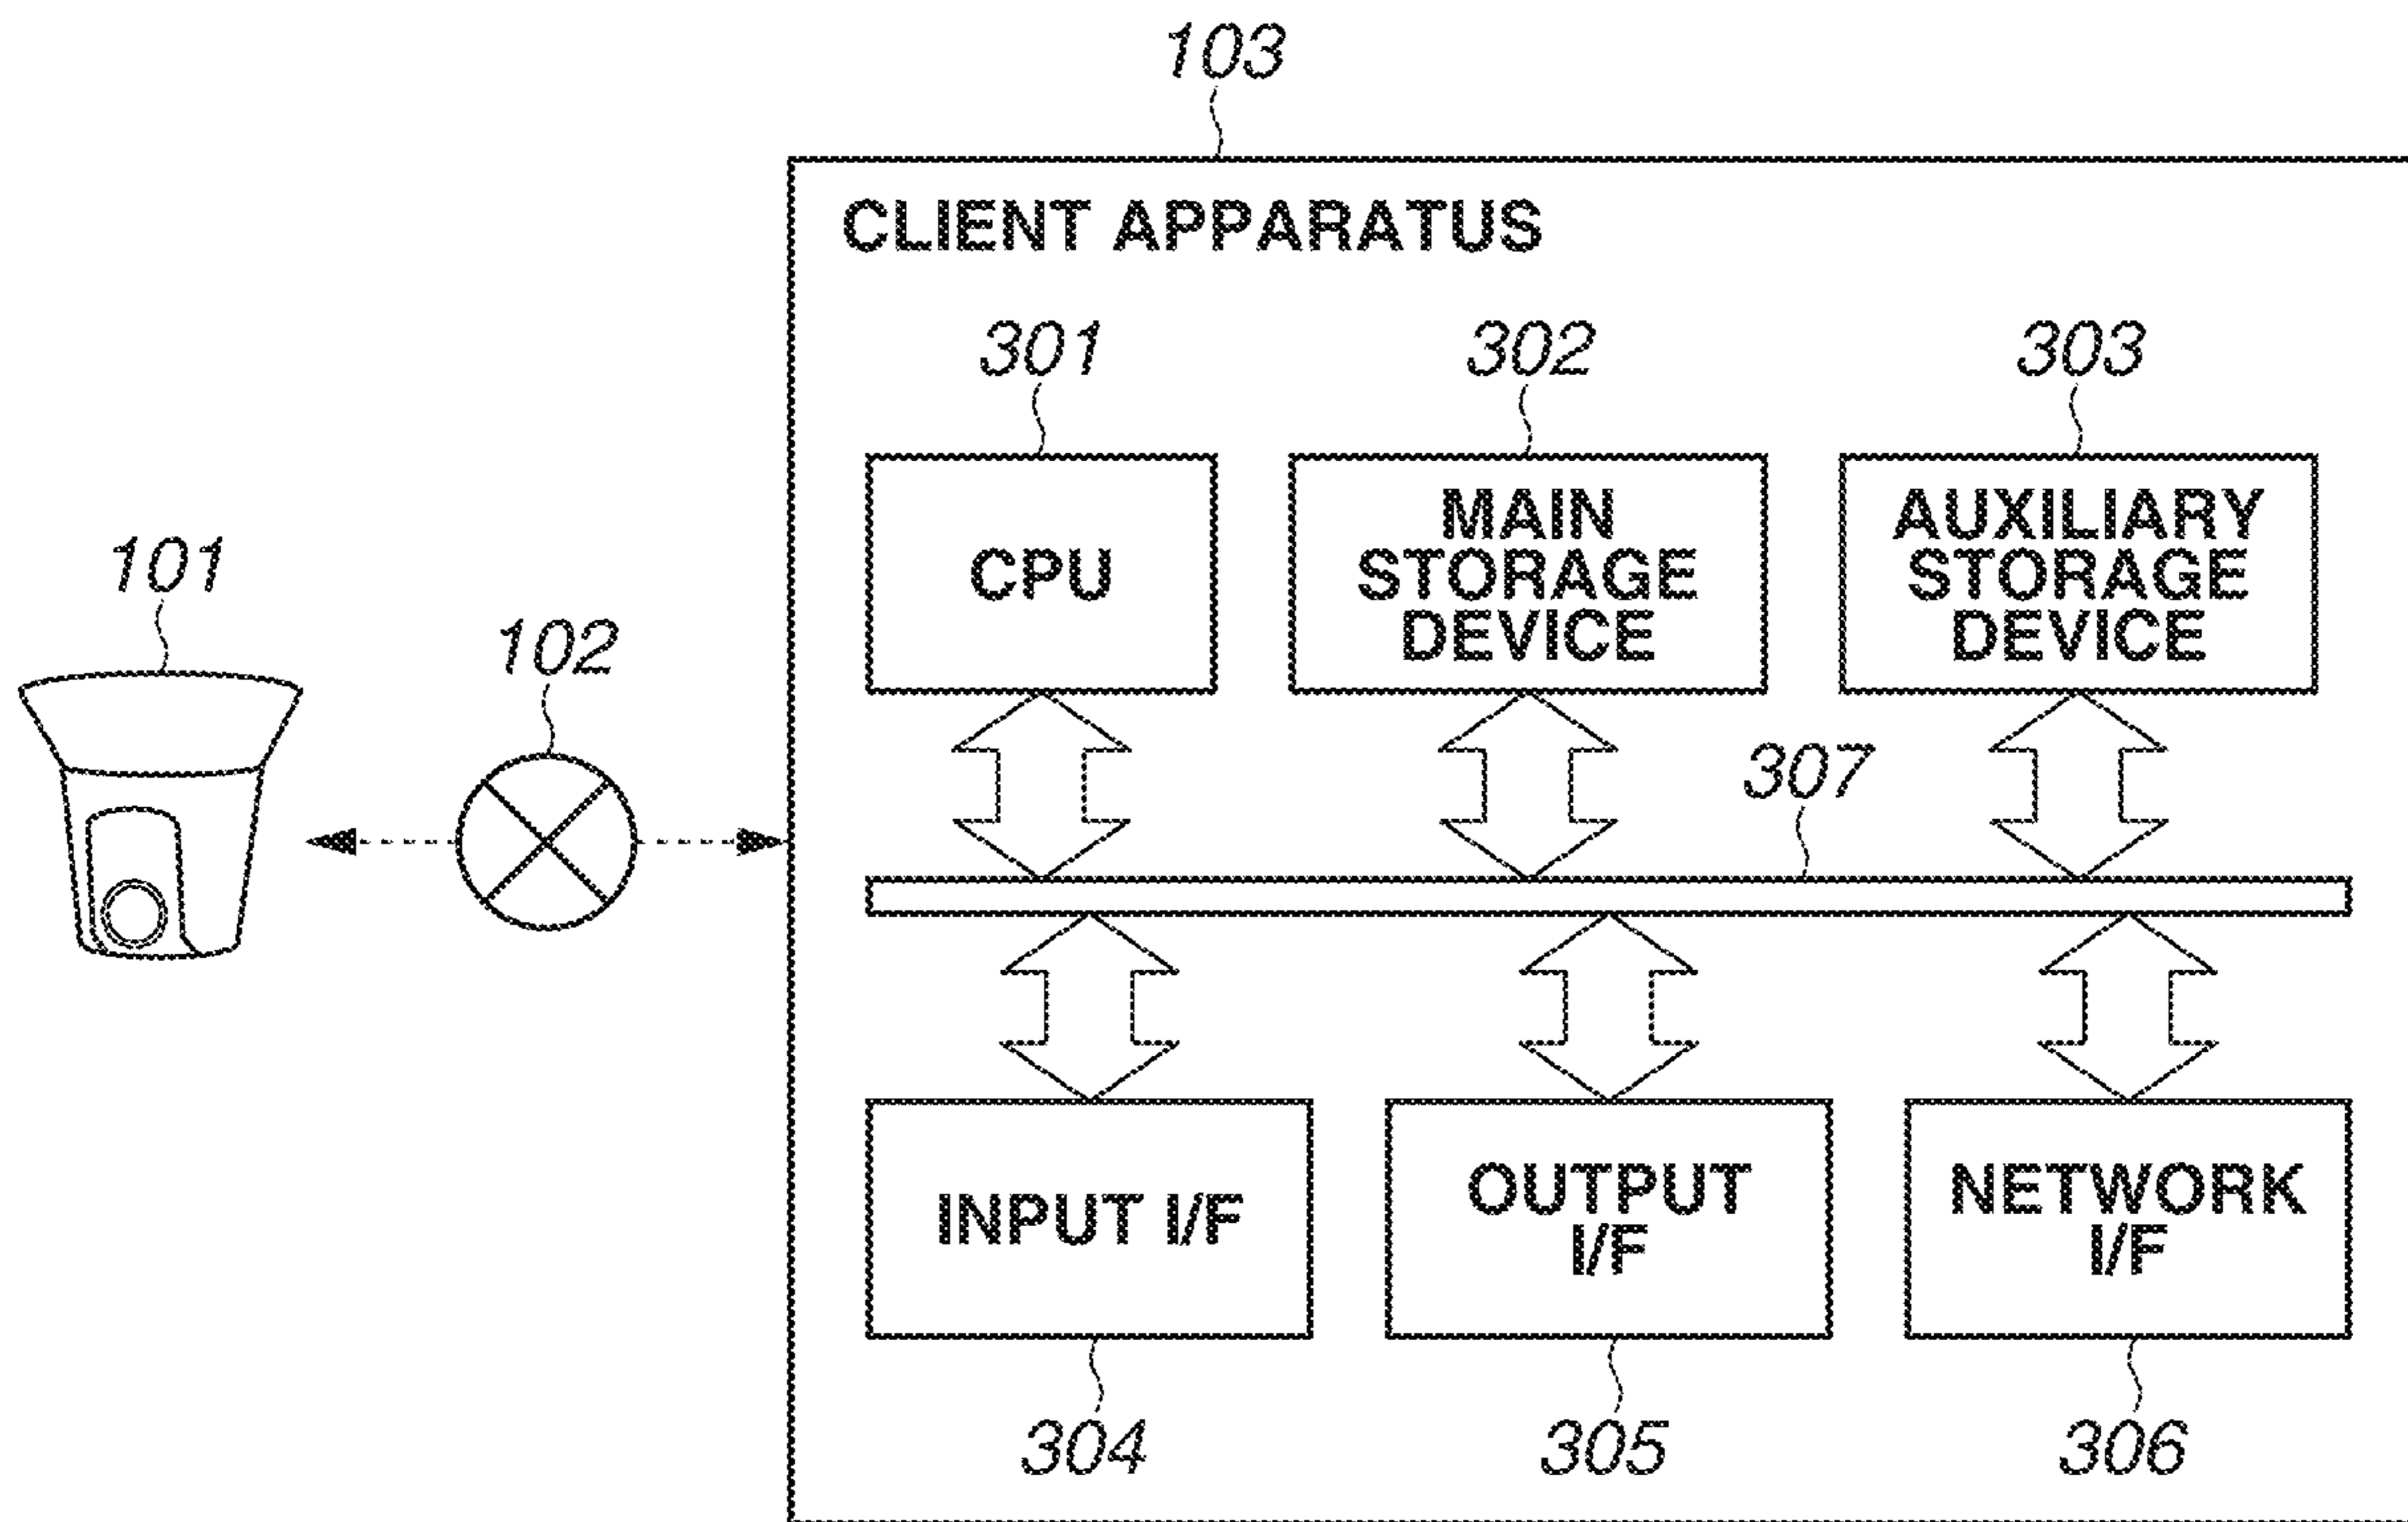 103
CLIENT APPARATUS
301
302
303
CPU
MAIN
STORAGE
DEVICE
AUXILIARY
STORAGE
DEVICE
101
102
307
INPUT I/F
OUTPUT
I/F
NETWORK
I/F
304
305
306